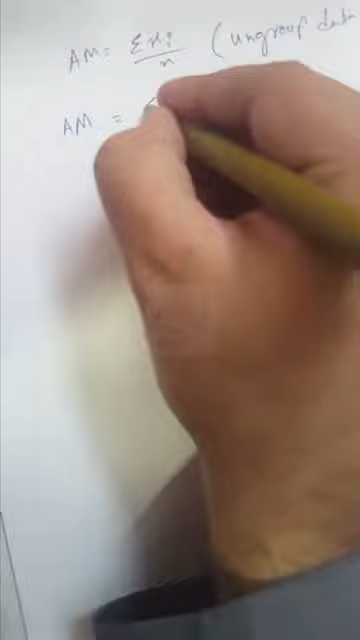 AM = Σxi/n (ungroup data
AM =